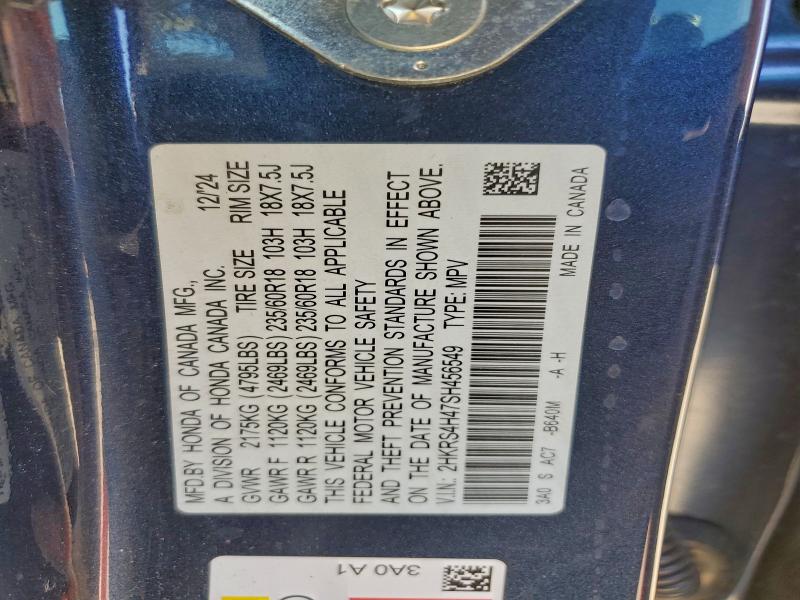 MFD.BY HONDA OF CANADA MFG., 12/'24
A DIVISION OF HONDA CANADA INC.
GVWR 2175KG (4795LBS) TIRE SIZE RIM SIZE
GAWR F 1120KG (2469LBS) 235/60R18 103H 18X7.5J
GAWR R 1120KG (2469LBS) 235/60R18 103H 18X7.5J
THIS VEHICLE CONFORMS TO ALL APPLICABLE
FEDERAL MOTOR VEHICLE SAFETY
AND THEFT PREVENTION STANDARDS IN EFFECT
ON THE DATE OF MANUFACTURE SHOWN ABOVE.
V.I.N.: 2HKRS4H47SH456549 TYPE: MPV
3A0 S AC7 -B640M -A -H MADE IN CANADA
3A0 A1